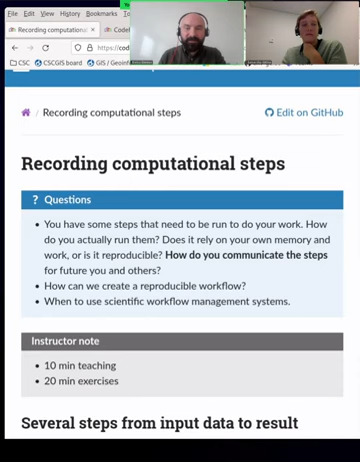 File Edit View History Bookmarks
Recording computational
https://cod
CSC CSCGIS board GIS / Geoin
/ Recording computational steps Edit on GitHub
Recording computational steps
? Questions
• You have some steps that need to be run to do your work. How
do you actually run them? Does it rely on your own memory and
work, or is it reproducible? How do you communicate the steps
for future you and others?
• How can we create a reproducible workflow?
• When to use scientific workflow management systems.
Instructor note
• 10 min teaching
• 20 min exercises
Several steps from input data to result